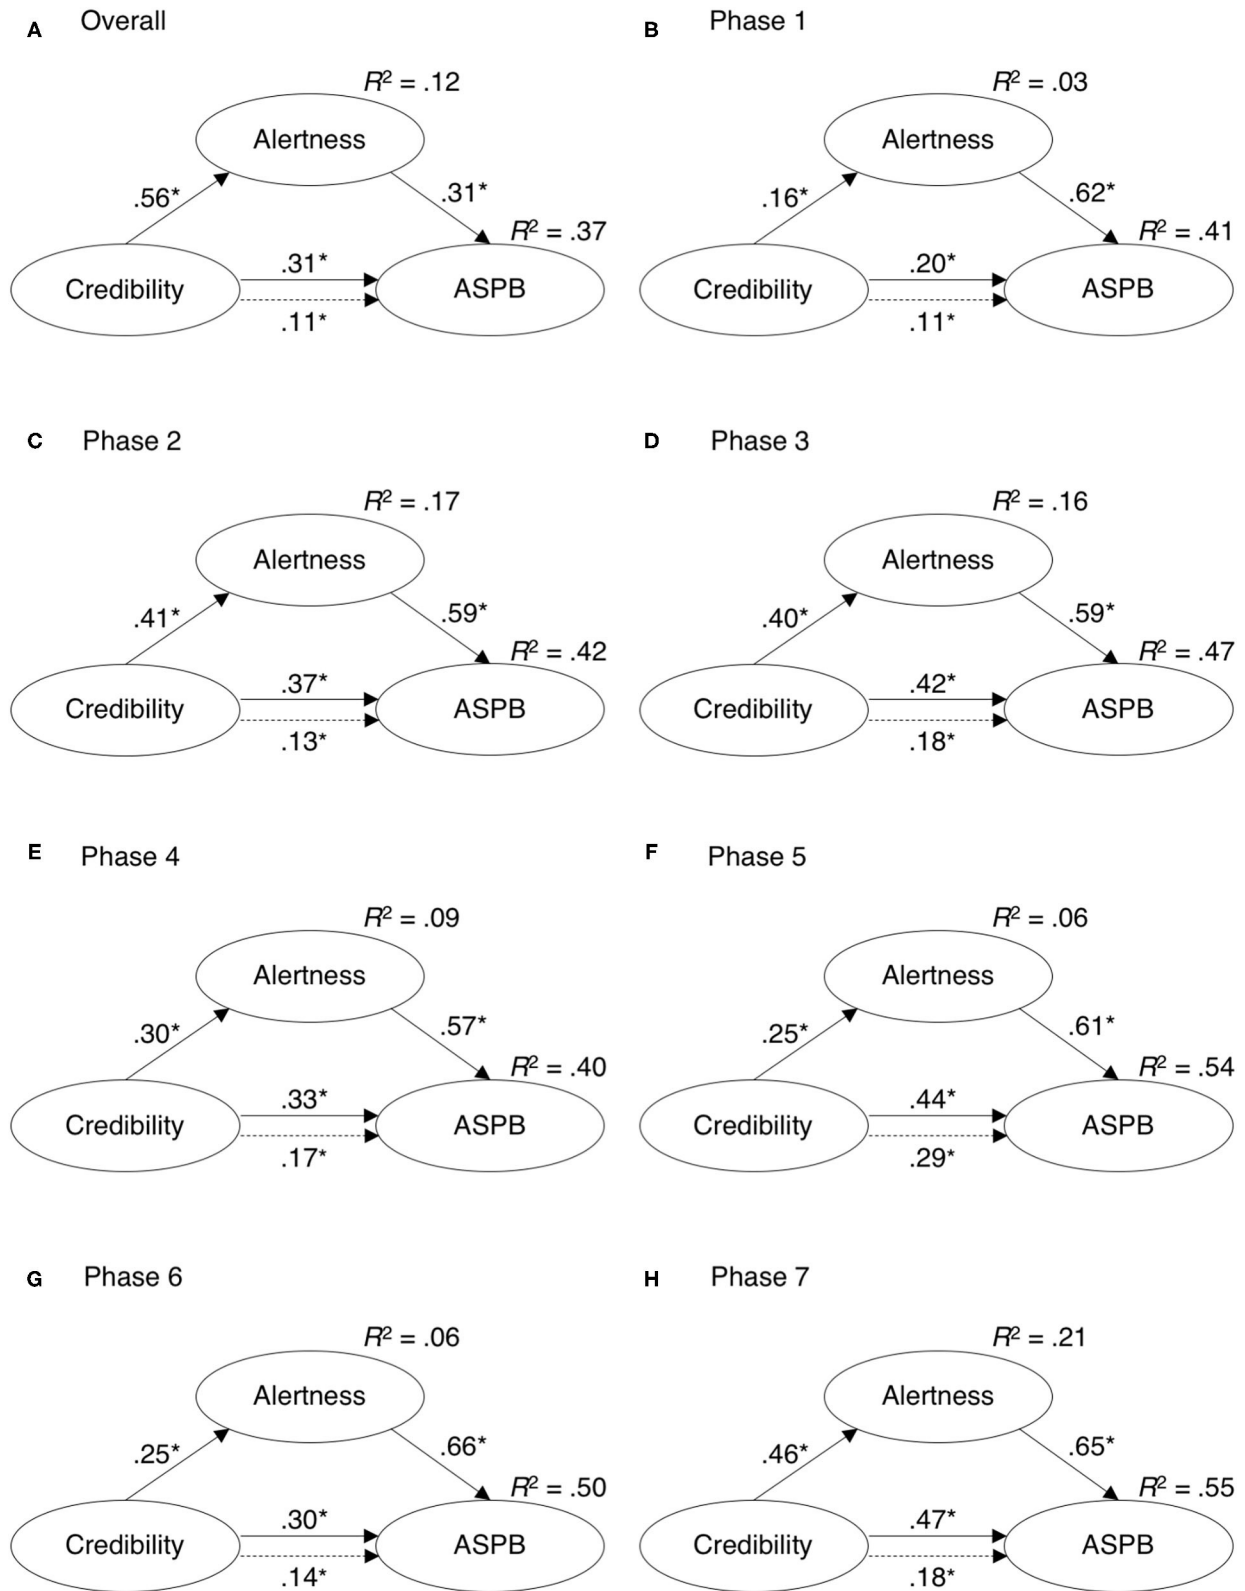 A Overall
R² = .12
Alertness
.56* .31*
R² = .37
Credibility .31* ASPB
.11*
B Phase 1
R² = .03
Alertness
.16* .62*
R² = .41
Credibility .20* ASPB
.11*
C Phase 2
R² = .17
Alertness
.41* .59*
R² = .42
Credibility .37* ASPB
.13*
D Phase 3
R² = .16
Alertness
.40* .59*
R² = .47
Credibility .42* ASPB
.18*
E Phase 4
R² = .09
Alertness
.30* .57*
R² = .40
Credibility .33* ASPB
.17*
F Phase 5
R² = .06
Alertness
.25* .61*
R² = .54
Credibility .44* ASPB
.29*
G Phase 6
R² = .06
Alertness
.25* .66*
R² = .50
Credibility .30* ASPB
.14*
H Phase 7
R² = .21
Alertness
.46* .65*
R² = .55
Credibility .47* ASPB
.18*